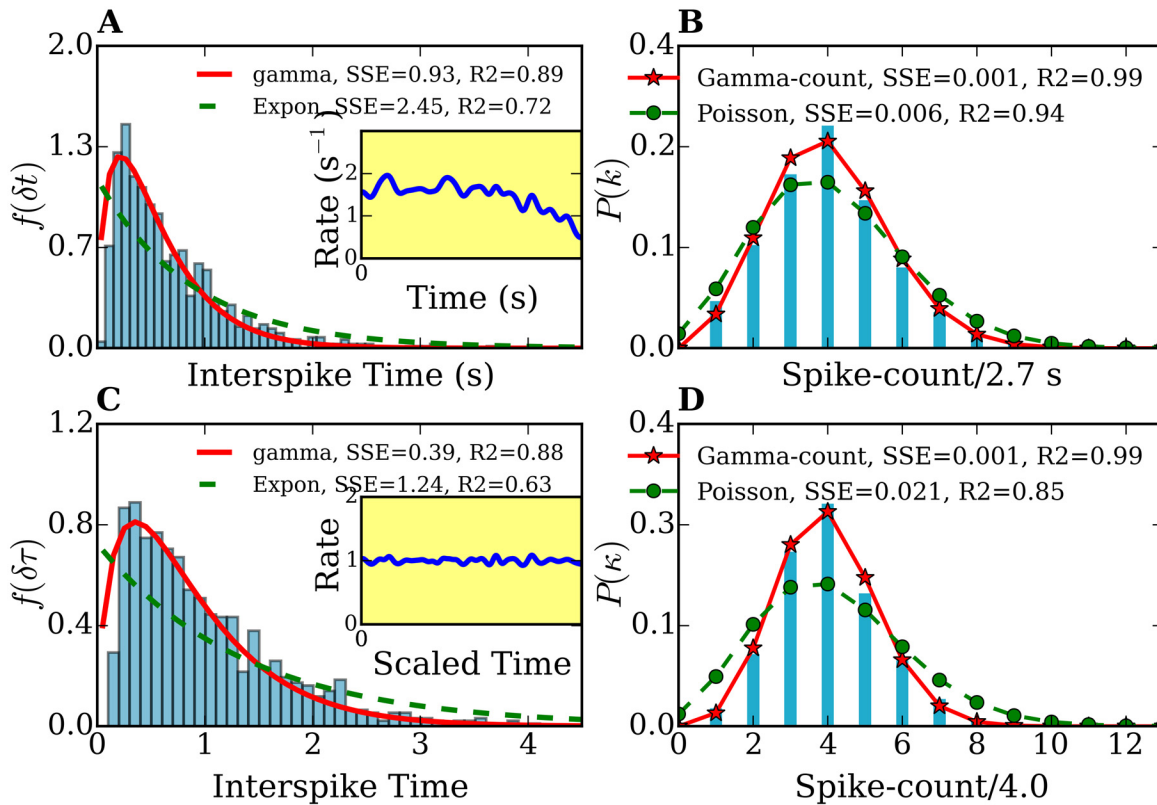 A
2.0
1.3
0.7
0.0
f(δt)
gamma, SSE=0.93, R2=0.89
Expon, SSE=2.45, R2=0.72
Rate (s⁻¹)
3
2
1
0
0
Time (s)
Interspike Time (s)
B
0.4
0.2
0.1
0.0
P(k)
Gamma-count, SSE=0.001, R2=0.99
Poisson, SSE=0.006, R2=0.94
Spike-count/2.7 s
C
1.2
0.8
0.4
0.0
f(δτ)
gamma, SSE=0.39, R2=0.88
Expon, SSE=1.24, R2=0.63
Rate
2
1
0
0
Scaled Time
0 1 2 3 4
Interspike Time
D
0.4
0.3
0.1
0.0
P(κ)
Gamma-count, SSE=0.001, R2=0.99
Poisson, SSE=0.021, R2=0.85
0 2 4 6 8 10 12
Spike-count/4.0